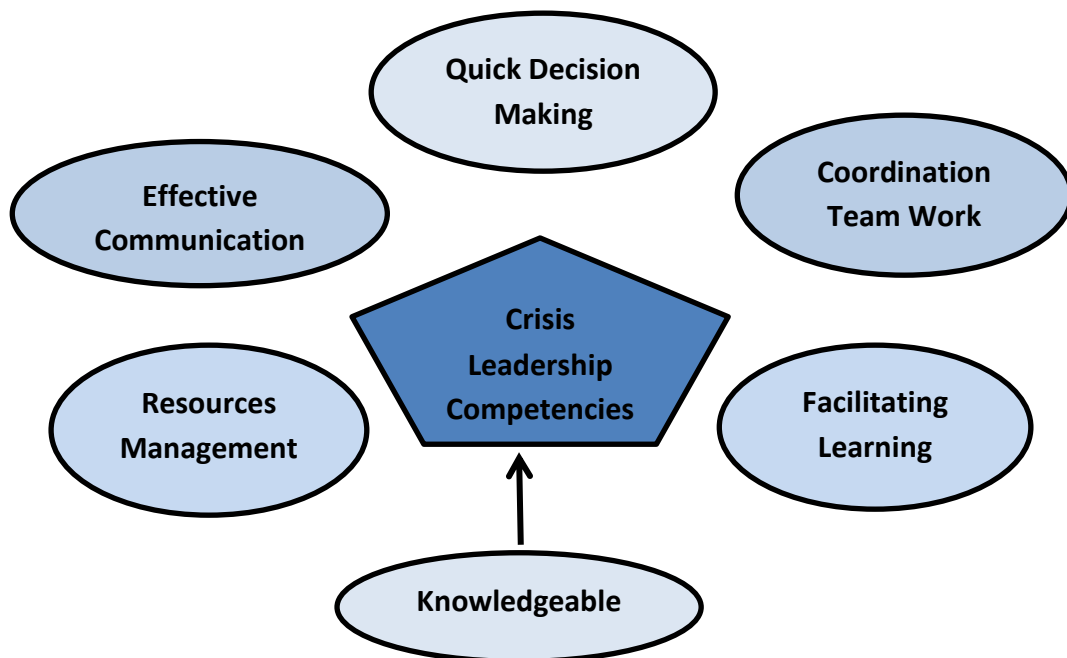 Quick Decision
Making
Effective
Communication
Coordination
Team Work
Crisis
Leadership
Competencies
Resources
Management
Facilitating
Learning
Knowledgeable